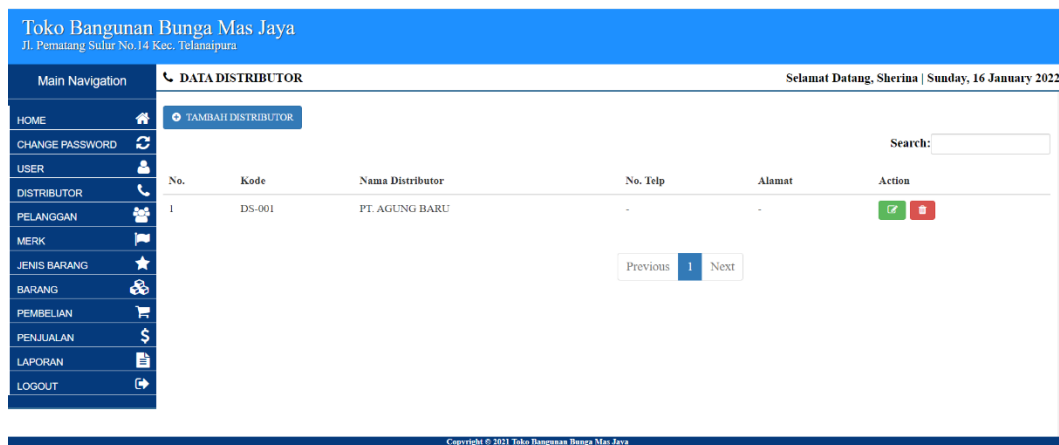 Toko Bangunan Bunga Mas Jaya
Jl. Pematang Sulur No.14 Kec. Telanaipura
Main Navigation
HOME
CHANGE PASSWORD
USER
DISTRIBUTOR
PELANGGAN
MERK
JENIS BARANG
BARANG
PEMBELIAN
PENJUALAN
LAPORAN
LOGOUT
DATA DISTRIBUTOR
Selamat Datang, Sherina | Sunday, 16 January 2022
TAMBAH DISTRIBUTOR
Search:
No. Kode Nama Distributor No. Telp Alamat Action
1 DS-001 PT. AGUNG BARU - -
Previous 1 Next
Copyright © 2021 Toko Bangunan Bunga Mas Jaya